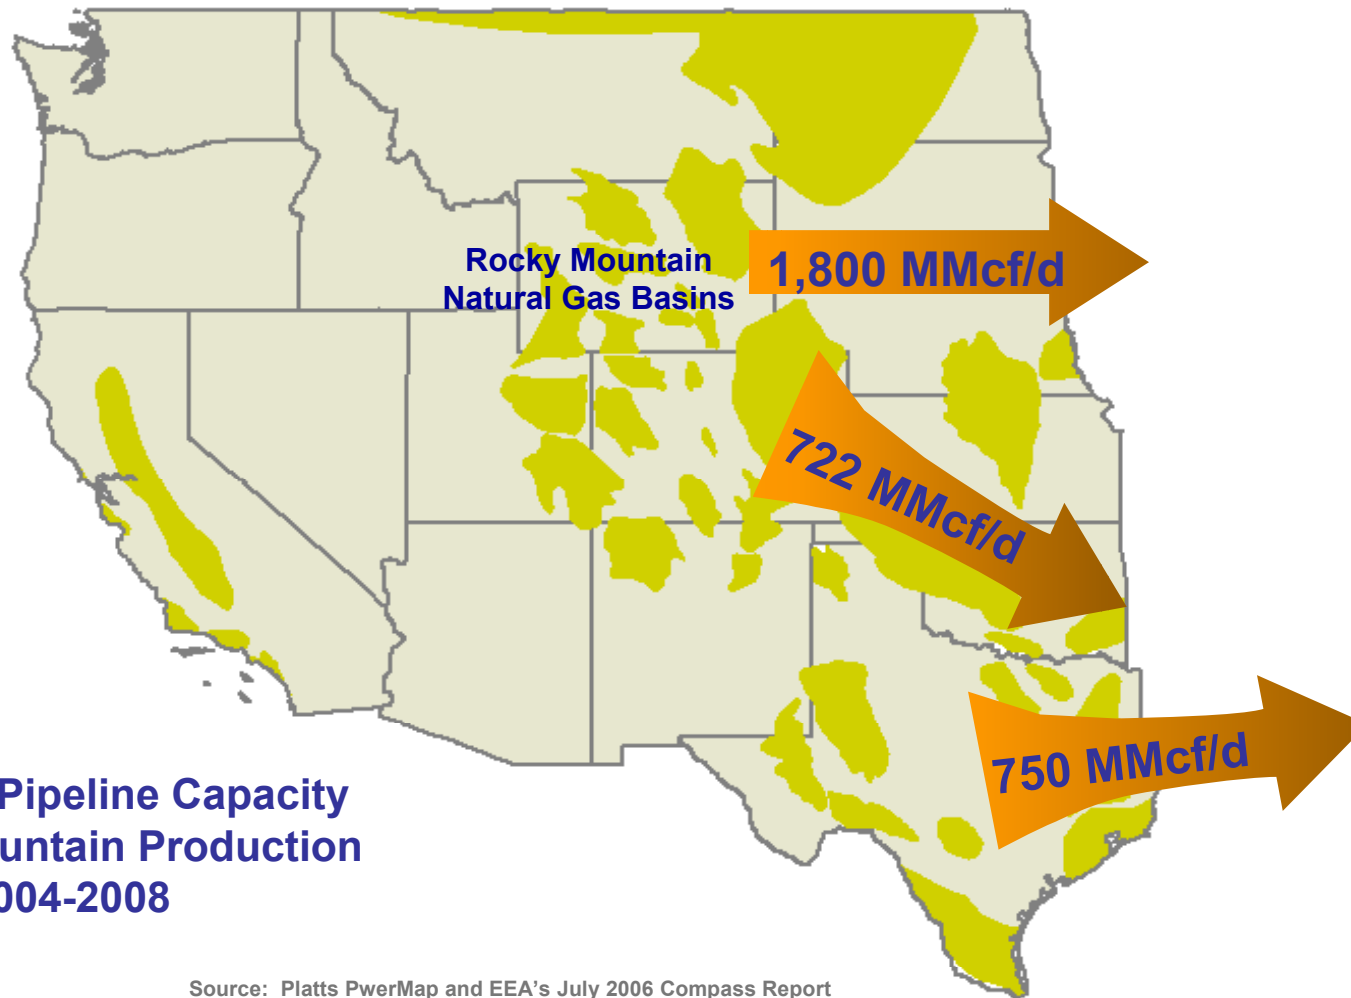 Rocky Mountain
Natural Gas Basins
1,800 MMcf/d
722 MMcf/d
750 MMcf/d
Pipeline Capacity
untain Production
004-2008
Source: Platts PwerMap and EEA's July 2006 Compass Report